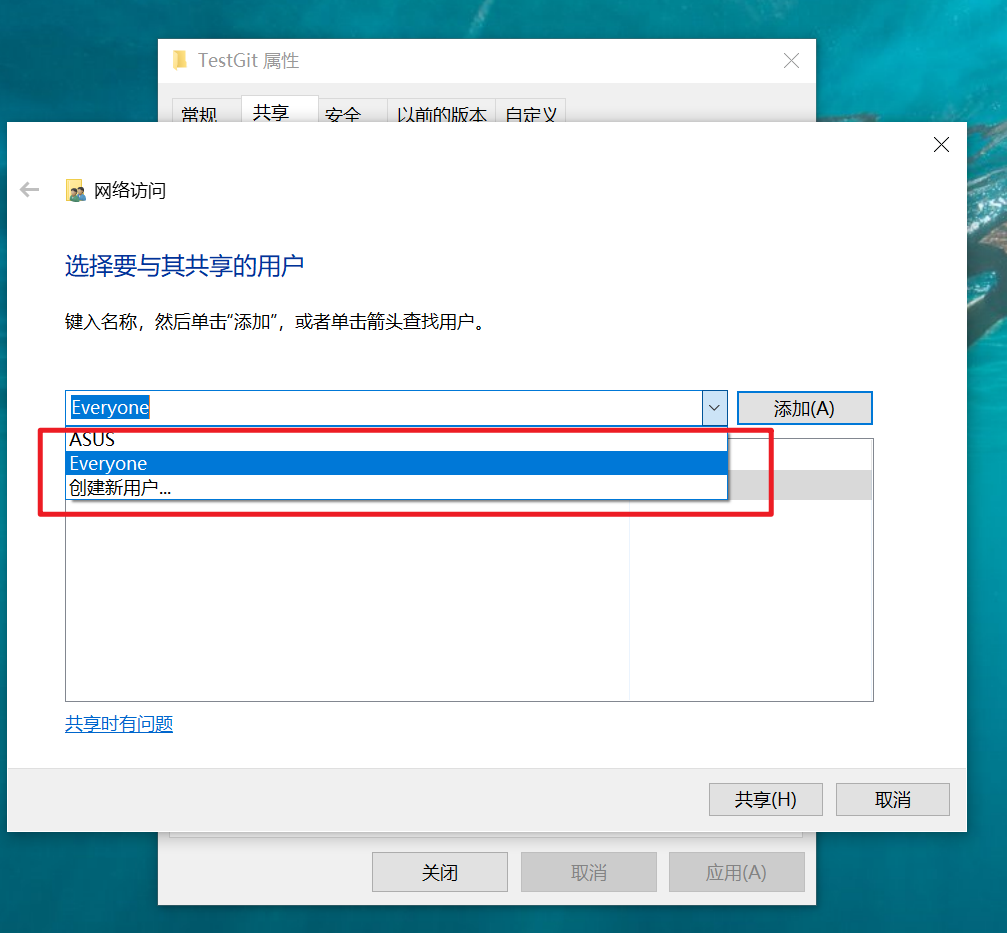 TestGit 属性
常规 共享 安全 以前的版本 自定义
网络访问
选择要与其共享的用户
键入名称，然后单击“添加”，或者单击箭头查找用户。
Everyone 添加(A)
ASUS
Everyone
创建新用户...
共享时有问题
共享(H) 取消
关闭 取消 应用(A)